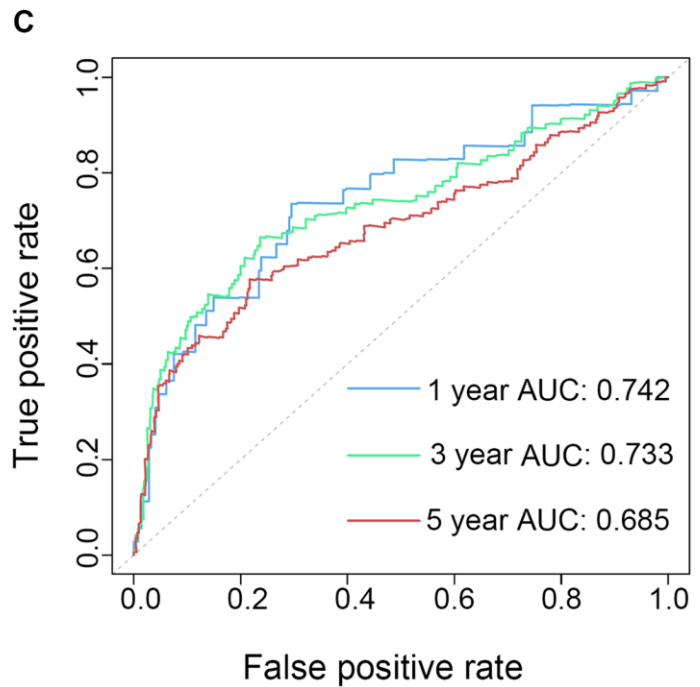 C
True positive rate
1.0
0.8
0.6
0.4
0.2
0.0
1 year AUC: 0.742
3 year AUC: 0.733
5 year AUC: 0.685
0.0 0.2 0.4 0.6 0.8 1.0
False positive rate